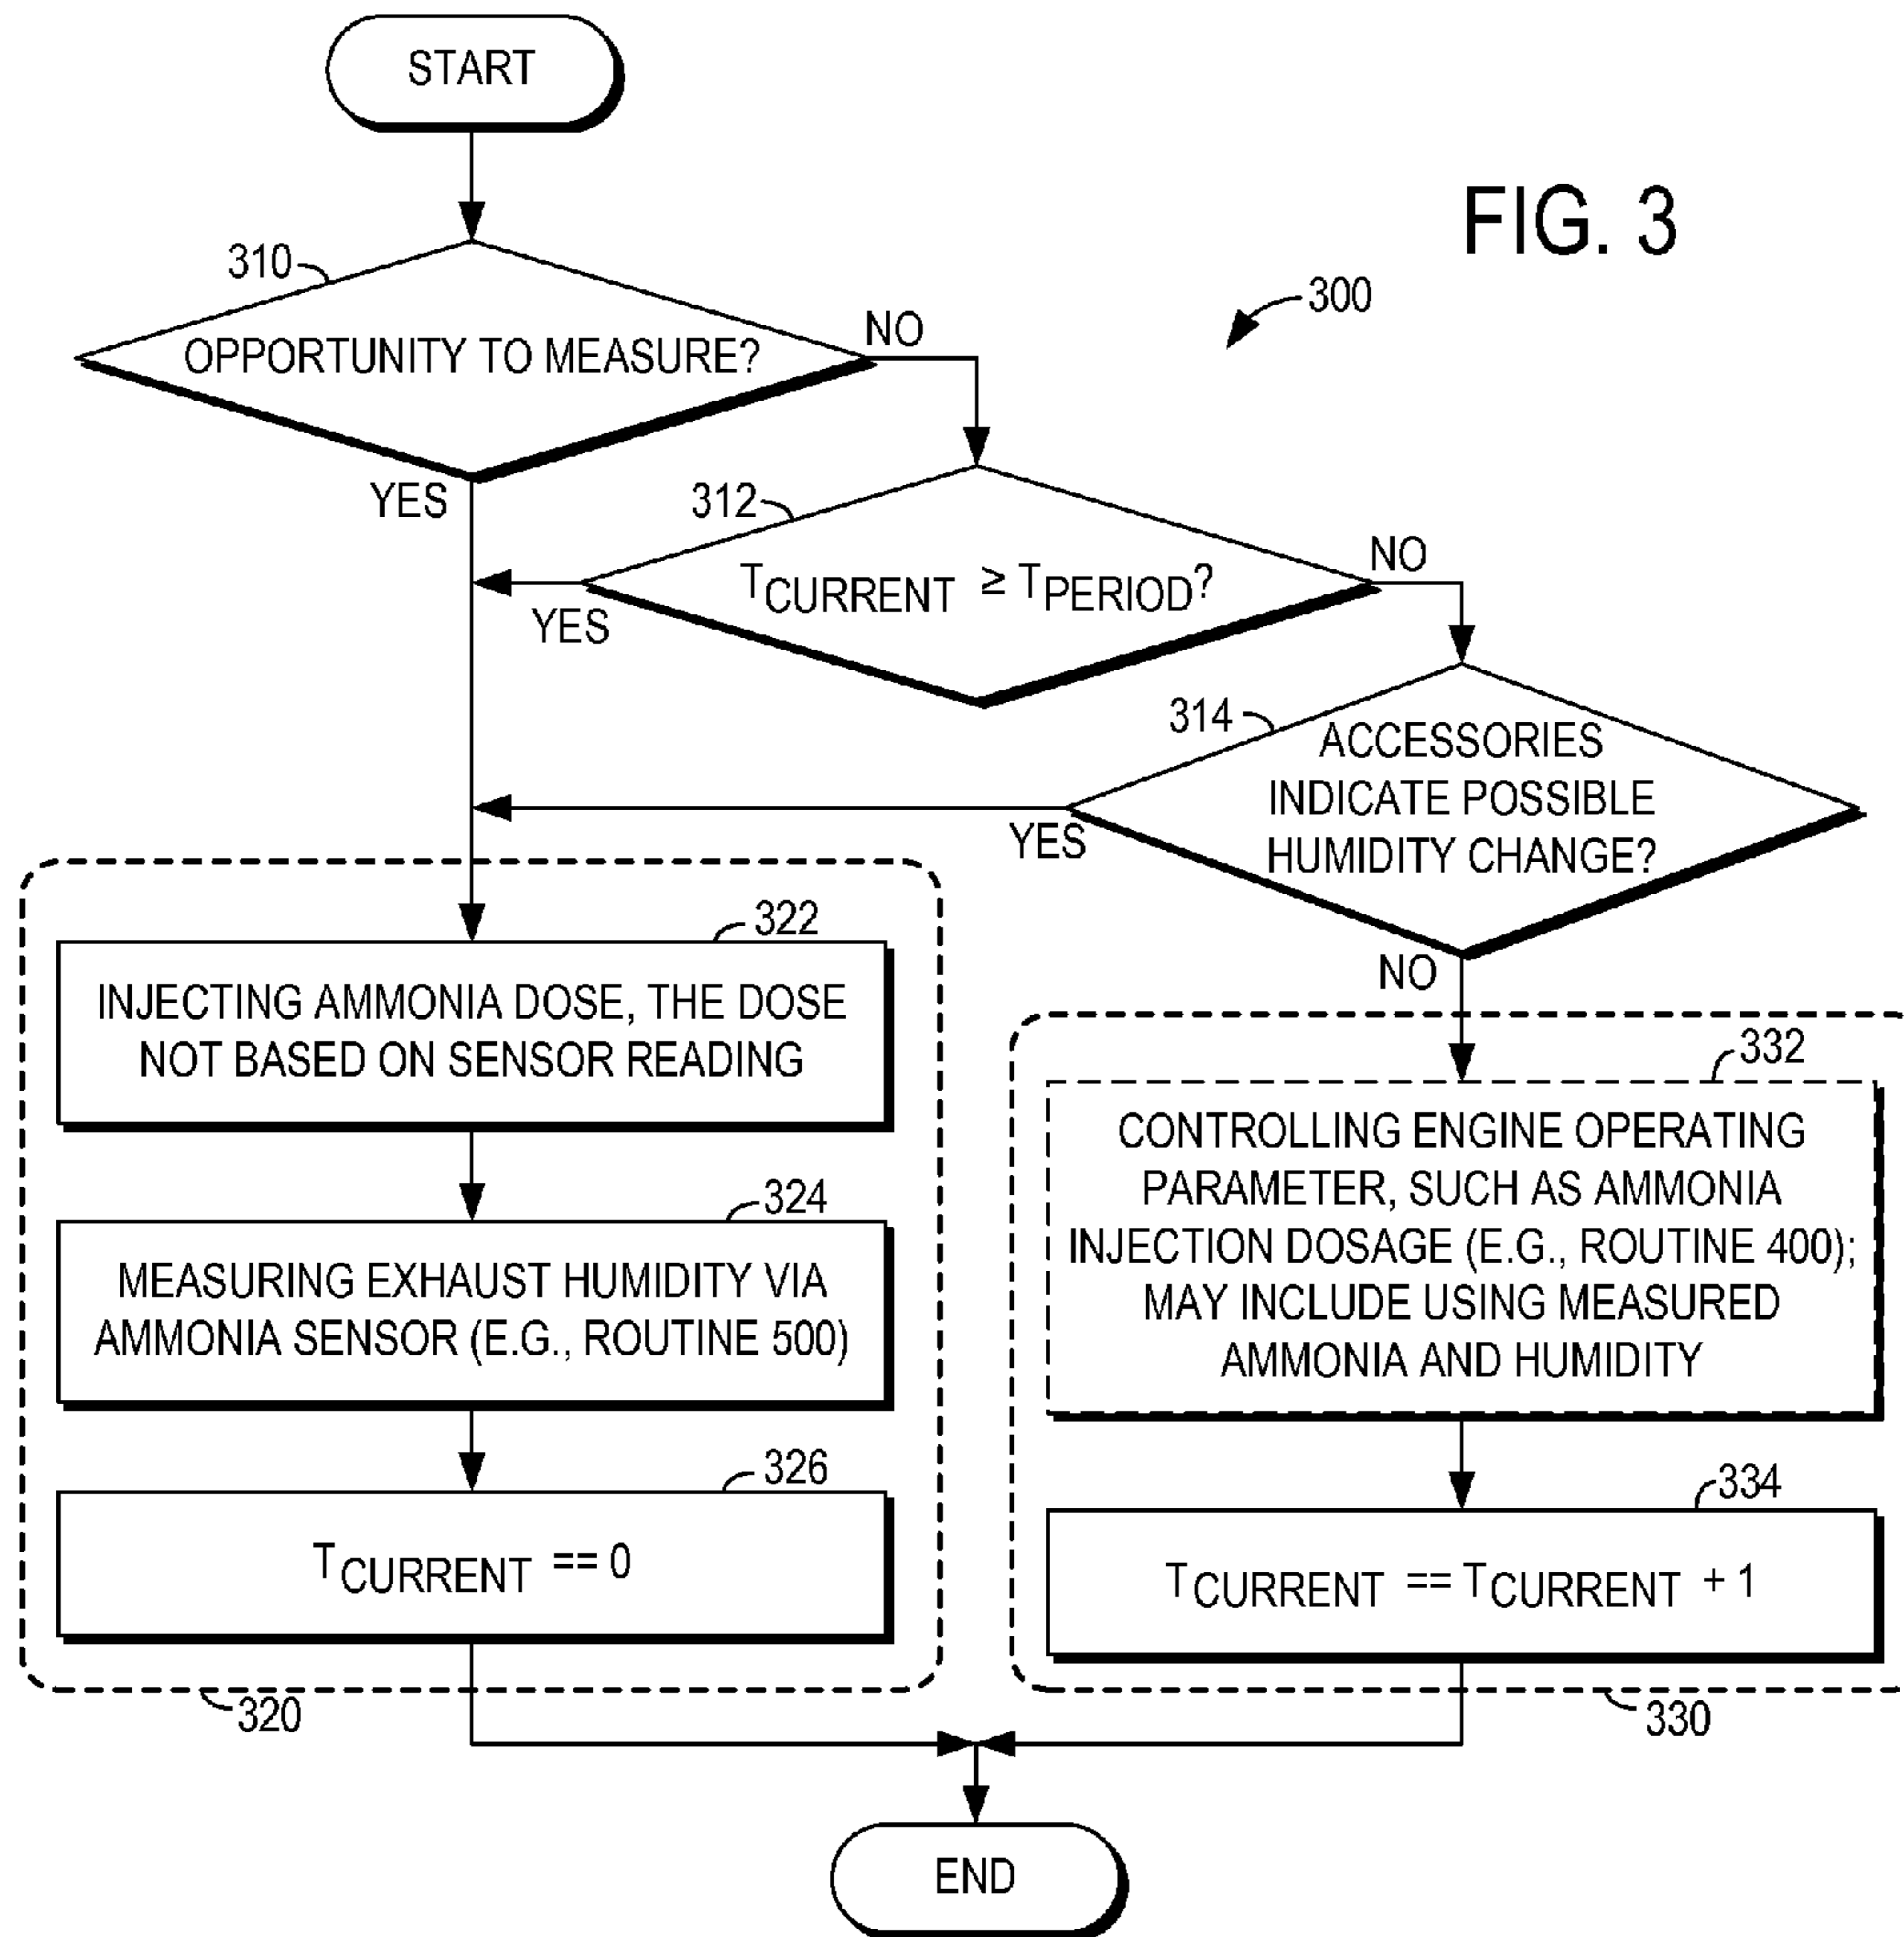 START
FIG. 3
300
310
OPPORTUNITY TO MEASURE?
NO
YES
312
TCURRENT ≥ TPERIOD?
NO
YES
314
ACCESSORIES
INDICATE POSSIBLE
HUMIDITY CHANGE?
YES
NO
322
INJECTING AMMONIA DOSE, THE DOSE
NOT BASED ON SENSOR READING
324
MEASURING EXHAUST HUMIDITY VIA
AMMONIA SENSOR (E.G., ROUTINE 500)
326
TCURRENT == 0
320
332
CONTROLLING ENGINE OPERATING
PARAMETER, SUCH AS AMMONIA
INJECTION DOSAGE (E.G., ROUTINE 400);
MAY INCLUDE USING MEASURED
AMMONIA AND HUMIDITY
334
TCURRENT == TCURRENT + 1
330
END